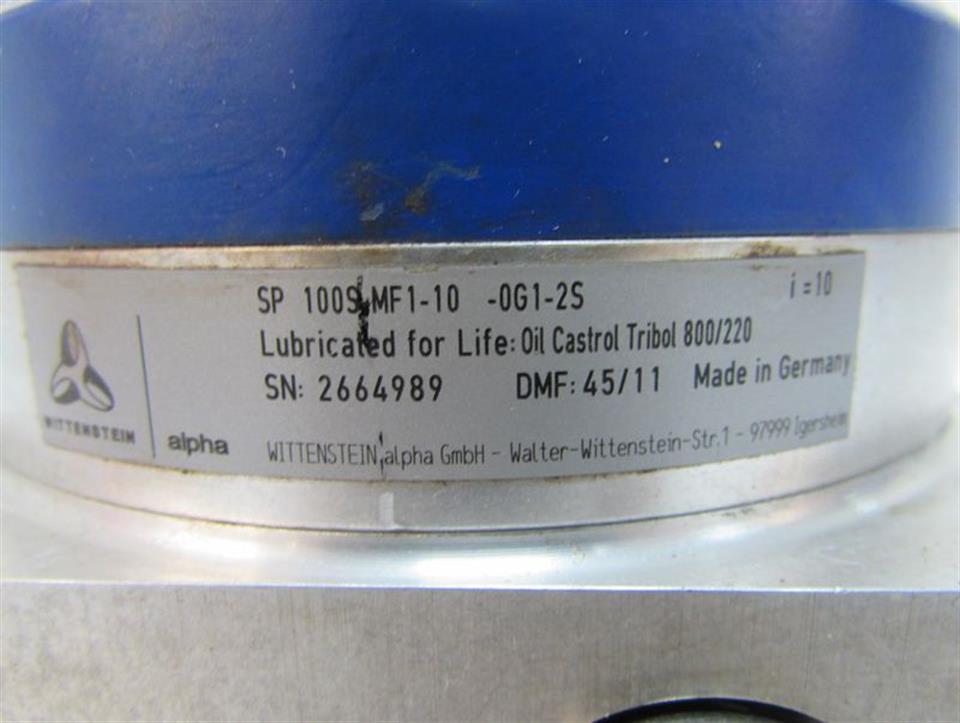 SP 100S-MF1-10 -0G1-2S i=10
Lubricated for Life: Oil Castrol Tribol 800/220
SN: 2664989 DMF: 45/11 Made in Germany
WITTENSTEIN alpha
WITTENSTEIN alpha GmbH - Walter-Wittenstein-Str.1 - 97999 Igersheim